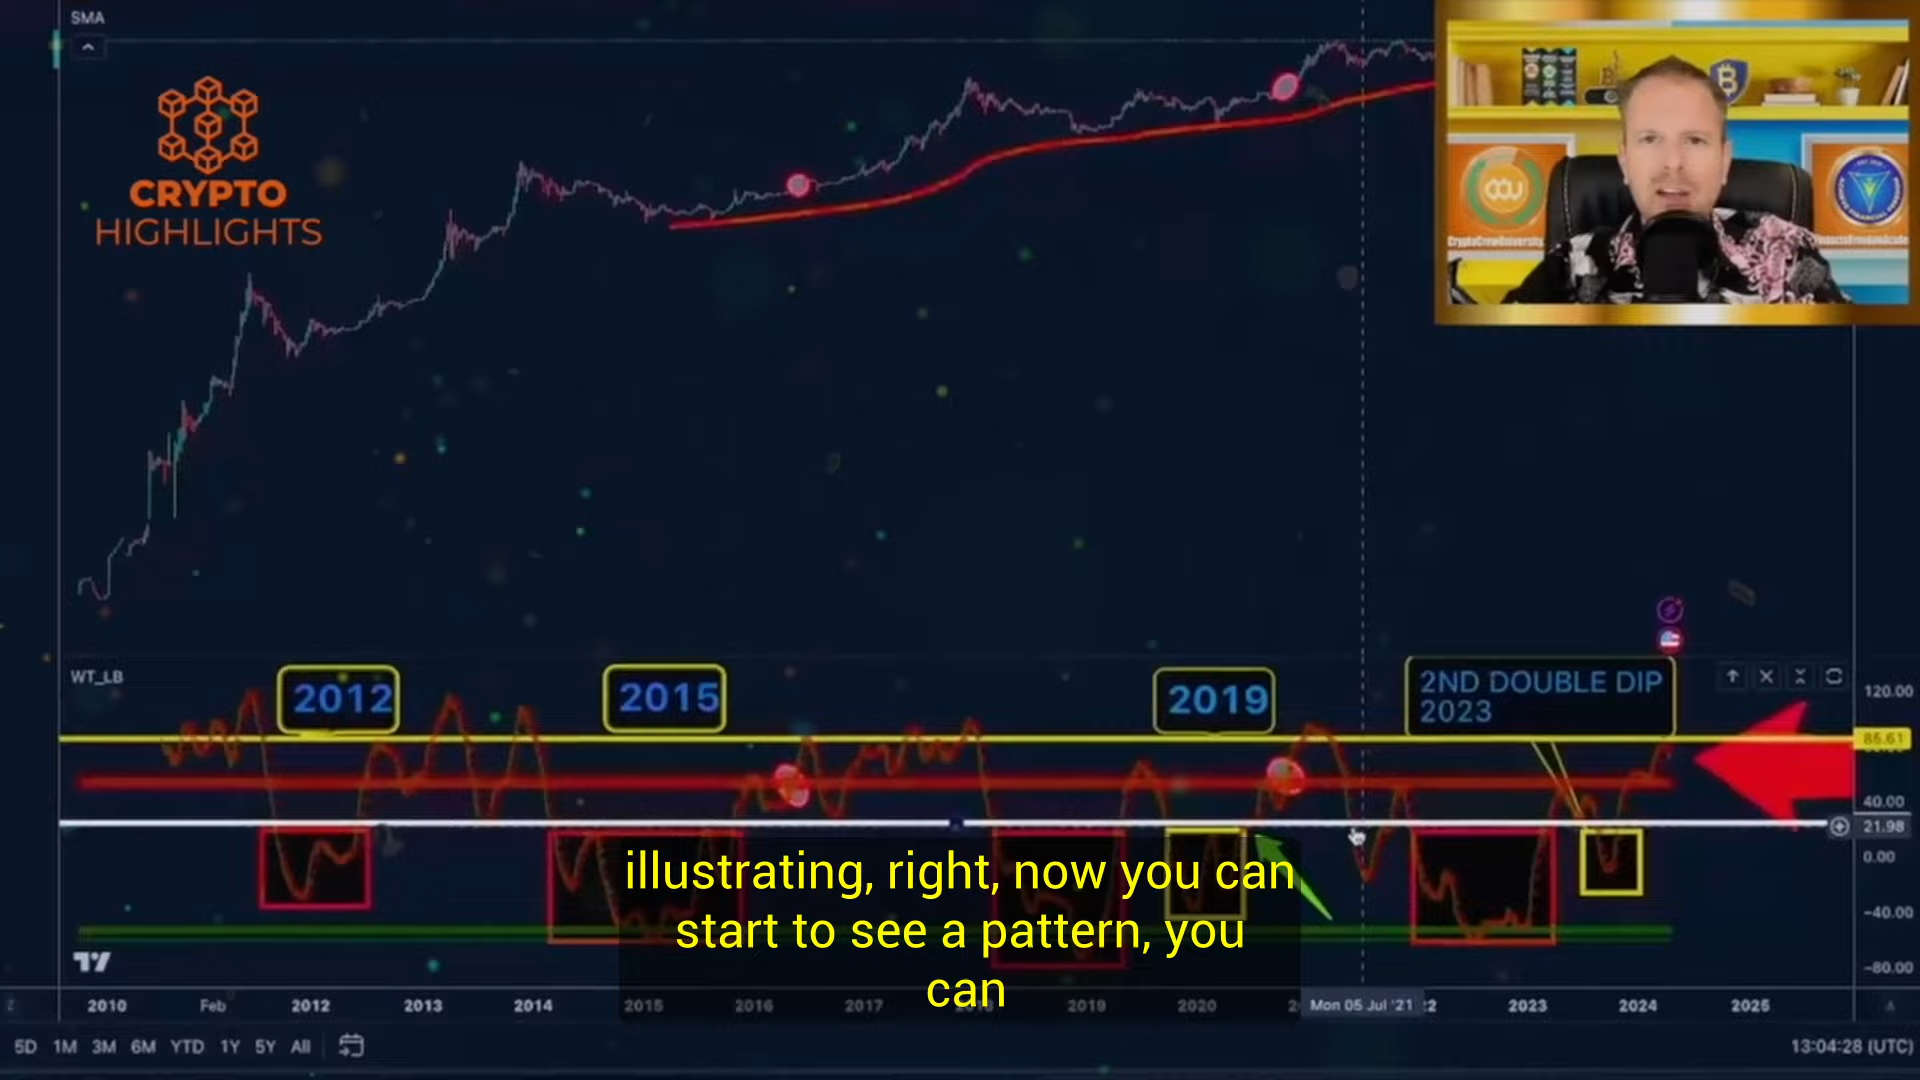 SMA
CRYPTO
HIGHLIGHTS
WT_LB
2012
2015
2019
2ND DOUBLE DIP
2023
120.00
85.61
40.00
21.98
0.00
-40.00
-80.00
illustrating, right, now you can
start to see a pattern, you
can
2010 Feb 2012 2013 2014 2015 2016 2017 2018 2019 2020 Mon 05 Jul '21 2023 2024 2025
5D 1M 3M 6M YTD 1Y 5Y All
13:04:28 (UTC)